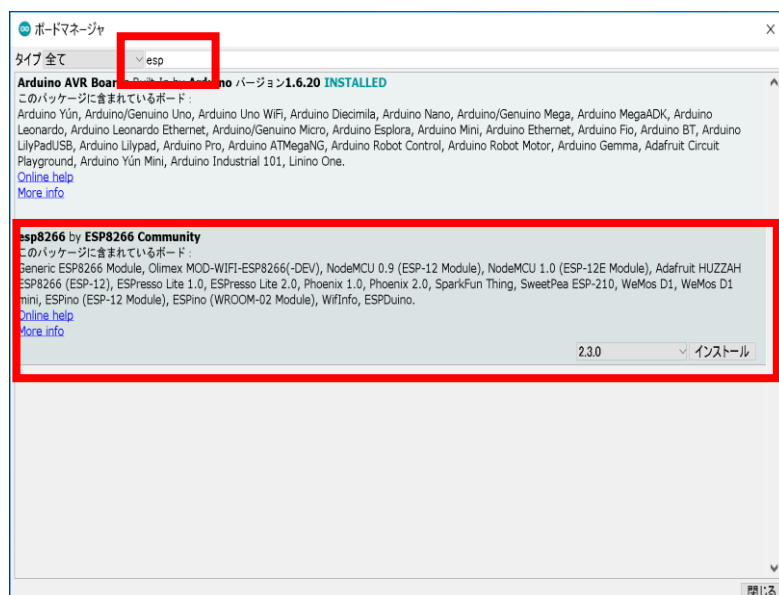 ボードマネージャ
タイプ 全て esp
Arduino AVR Boards Built-In by Arduino バージョン1.6.20 INSTALLED
このパッケージに含まれているボード:
Arduino Yún, Arduino/Genuino Uno, Arduino Uno WiFi, Arduino Diecimila, Arduino Nano, Arduino/Genuino Mega, Arduino MegaADK, Arduino
Leonardo, Arduino Leonardo Ethernet, Arduino/Genuino Micro, Arduino Esplora, Arduino Mini, Arduino Ethernet, Arduino Fio, Arduino BT, Arduino
LilyPadUSB, Arduino Lilypad, Arduino Pro, Arduino ATMegaNG, Arduino Robot Control, Arduino Robot Motor, Arduino Gemma, Adafruit Circuit
Playground, Arduino Yún Mini, Arduino Industrial 101, Linino One.
Online help
More info
esp8266 by ESP8266 Community
このパッケージに含まれているボード:
Generic ESP8266 Module, Olimex MOD-WIFI-ESP8266(-DEV), NodeMCU 0.9 (ESP-12 Module), NodeMCU 1.0 (ESP-12E Module), Adafruit HUZZAH
ESP8266 (ESP-12), ESPresso Lite 1.0, ESPresso Lite 2.0, Phoenix 1.0, Phoenix 2.0, SparkFun Thing, SweetPea ESP-210, WeMos D1, WeMos D1
mini, ESPino (ESP-12 Module), ESPino (WROOM-02 Module), WifInfo, ESPDuino.
Online help
More info
2.3.0 インストール
閉じる